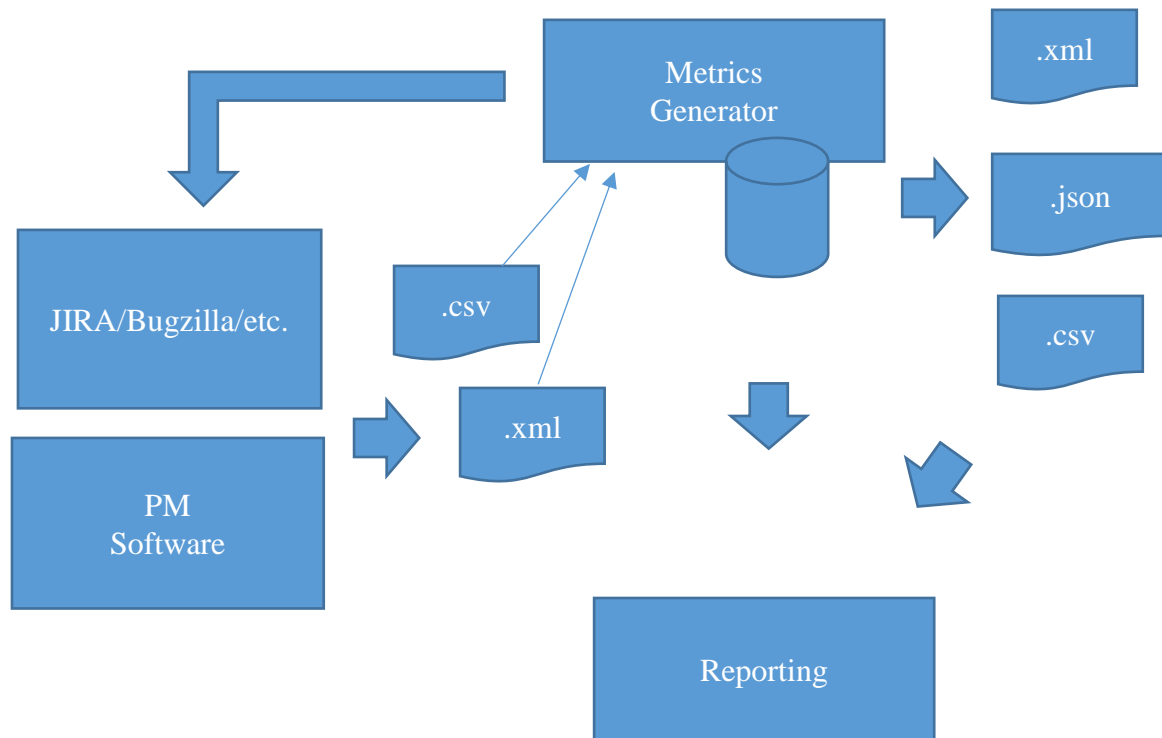 Metrics
Generator
.xml
.json
.csv
JIRA/Bugzilla/etc.
.csv
.xml
PM
Software
Reporting